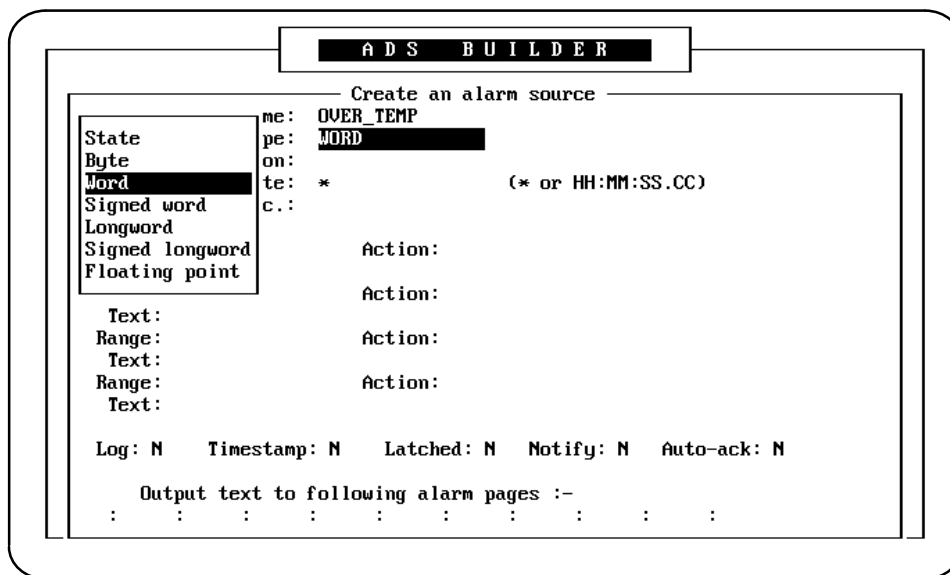 ADS BUILDER
Create an alarm source
me: OVER_TEMP
State pe: WORD
Byte on:
Word te: * (* or HH:MM:SS.CC)
Signed word c.:
Longword
Signed longword Action:
Floating point
Action:
Text:
Range: Action:
Text:
Range: Action:
Text:
Log: N Timestamp: N Latched: N Notify: N Auto-ack: N
Output text to following alarm pages :-
: : : : : : : : : :